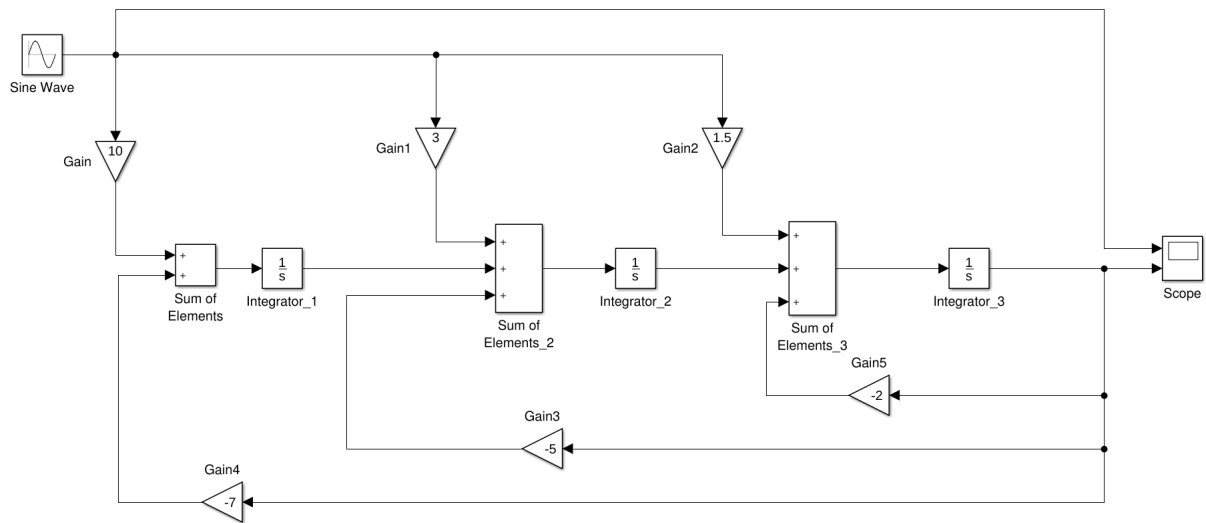 Sine Wave
10
Gain
3
Gain1
1.5
Gain2
+
+
Sum of
Elements
1
s
Integrator_1
+
+
+
Sum of
Elements_2
1
s
Integrator_2
+
+
+
Sum of
Elements_3
1
s
Integrator_3
Scope
Gain5
-2
Gain3
-5
Gain4
-7